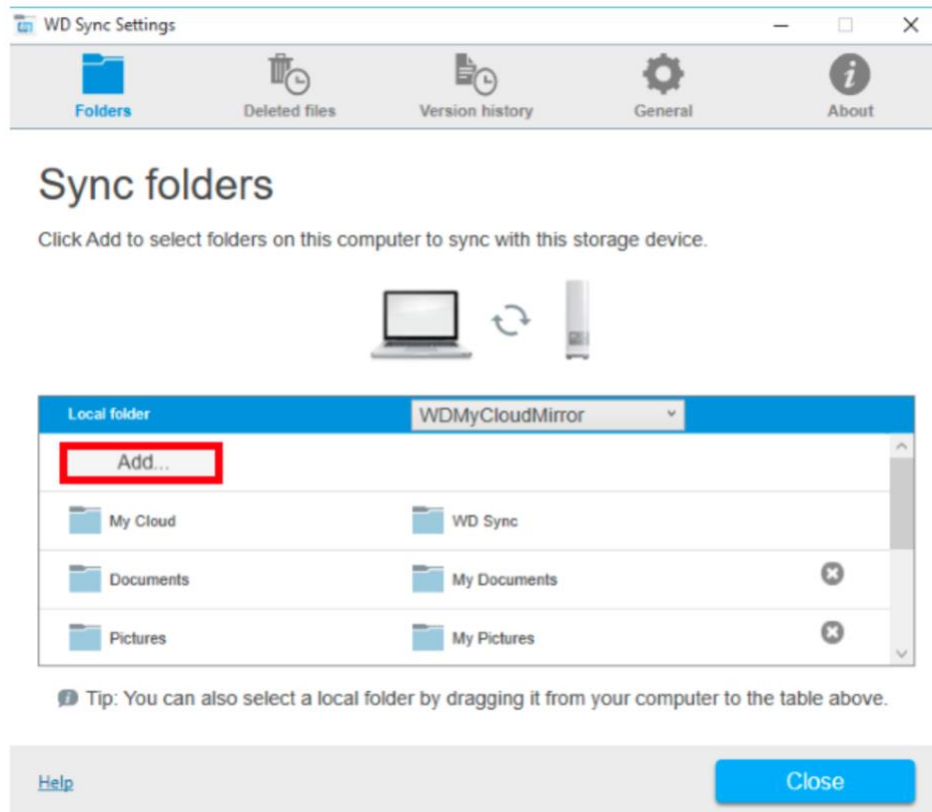 WD Sync Settings
Folders
Deleted files
Version history
General
About
Sync folders
Click Add to select folders on this computer to sync with this storage device.
Local folder
WDMyCloudMirror
Add...
My Cloud
WD Sync
Documents
My Documents
Pictures
My Pictures
Tip: You can also select a local folder by dragging it from your computer to the table above.
Help
Close